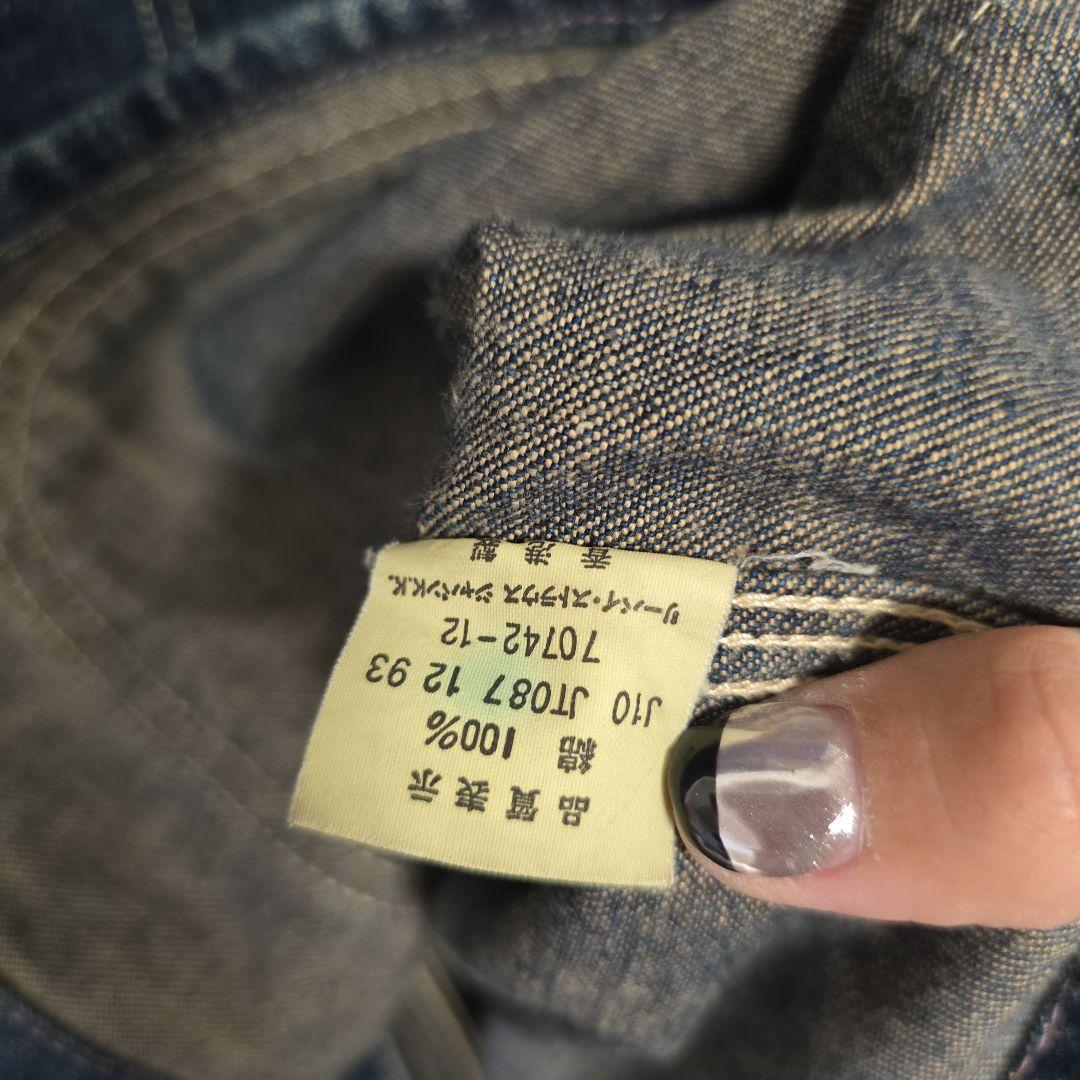 品質表示
綿 100%
J10 JT087 12 93
70742-12
リーバイ・ストラウス ジャパンK.K.
香港製